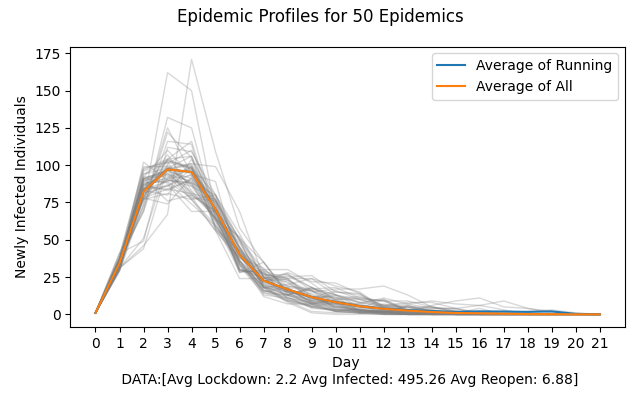 Epidemic Profiles for 50 Epidemics
Newly Infected Individuals
175
150
125
100
75
50
25
0
Average of Running
Average of All
0 1 2 3 4 5 6 7 8 9 10 11 12 13 14 15 16 17 18 19 20 21
Day
DATA:[Avg Lockdown: 2.2 Avg Infected: 495.26 Avg Reopen: 6.88]